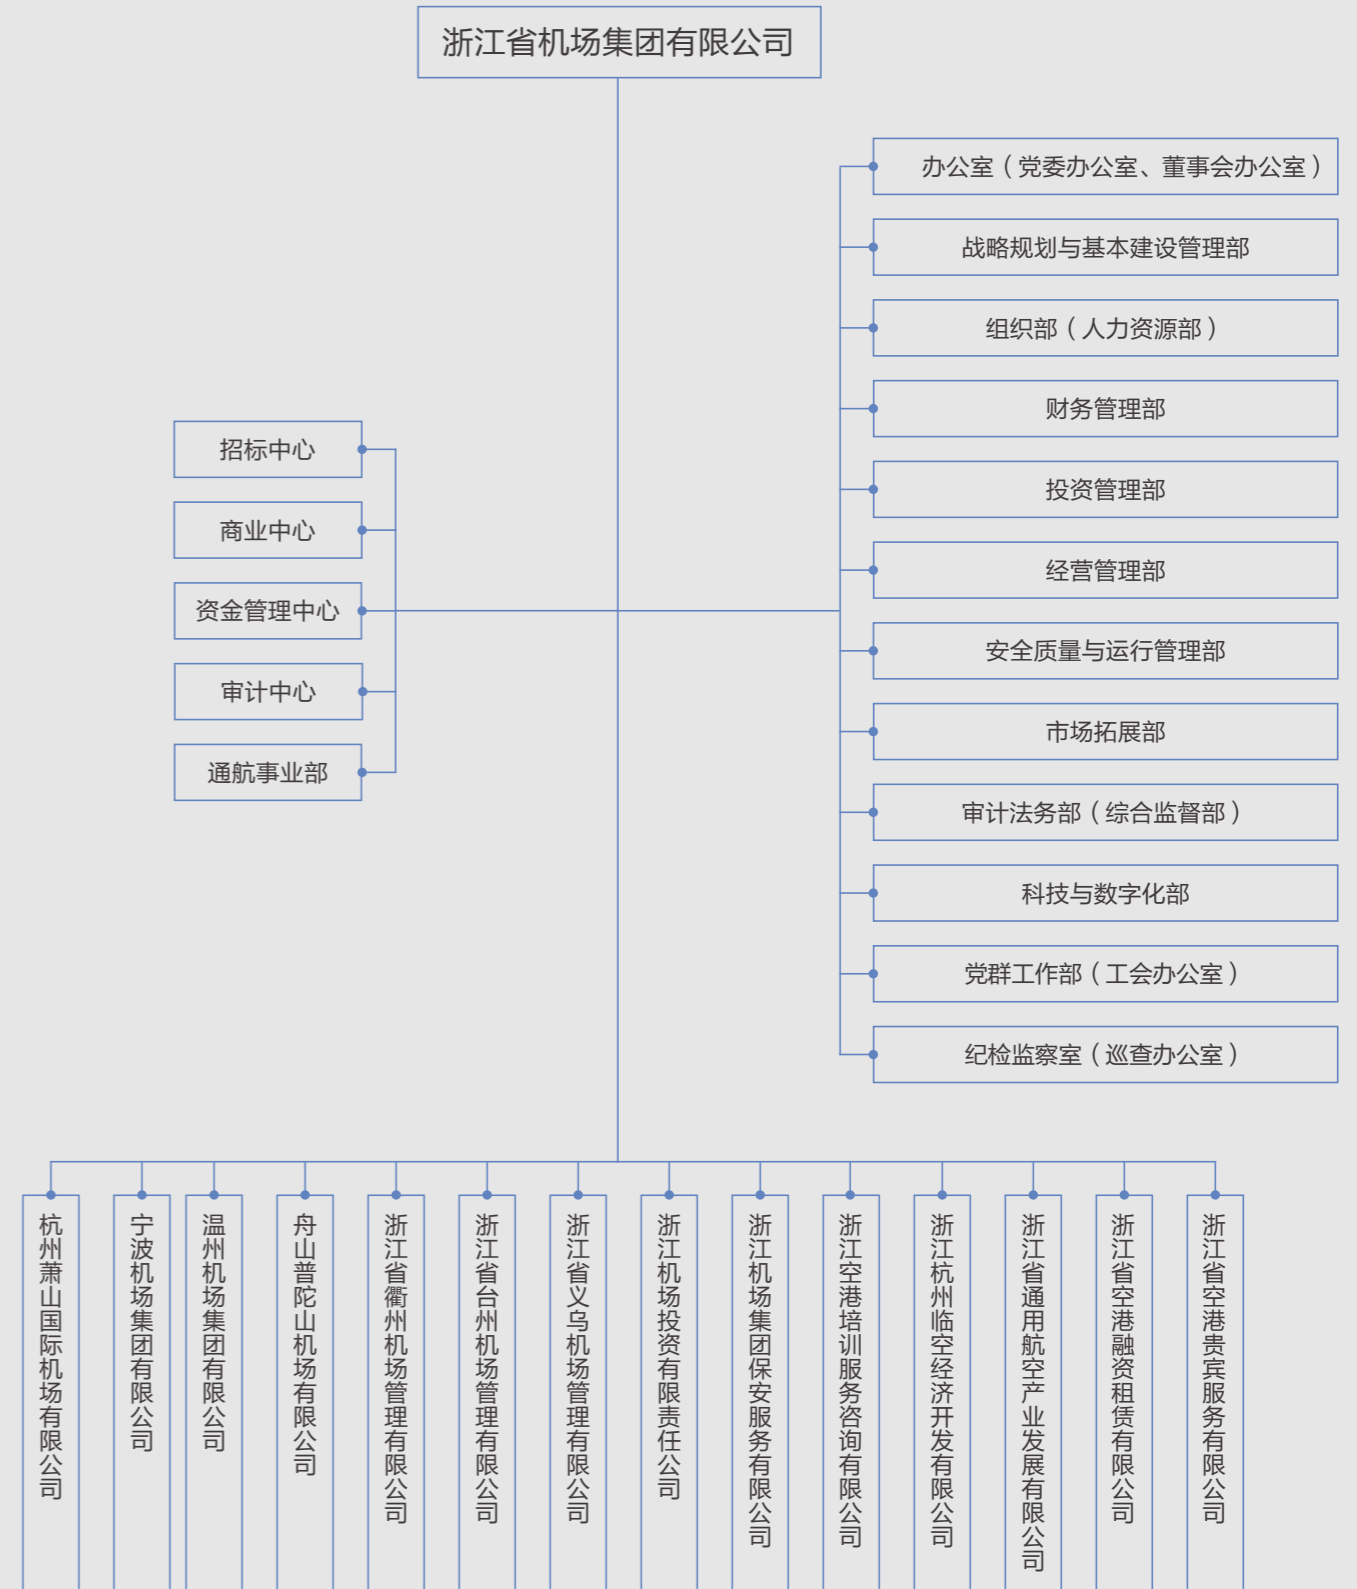 浙江省机场集团有限公司
办公室（党委办公室、董事会办公室）
战略规划与基本建设管理部
组织部（人力资源部）
财务管理部
投资管理部
经营管理部
安全质量与运行管理部
市场拓展部
审计法务部（综合监督部）
科技与数字化部
党群工作部（工会办公室）
纪检监察室（巡查办公室）
招标中心
商业中心
资金管理中心
审计中心
通航事业部
杭州萧山国际机场有限公司
宁波机场集团有限公司
温州机场集团有限公司
舟山普陀山机场有限公司
浙江省衢州机场管理有限公司
浙江省台州机场管理有限公司
浙江省义乌机场管理有限公司
浙江机场投资有限责任公司
浙江机场集团保安服务有限公司
浙江空港培训服务咨询有限公司
浙江杭州临空经济开发有限公司
浙江省通用航空产业发展有限公司
浙江省空港融资租赁有限公司
浙江省空港贵宾服务有限公司